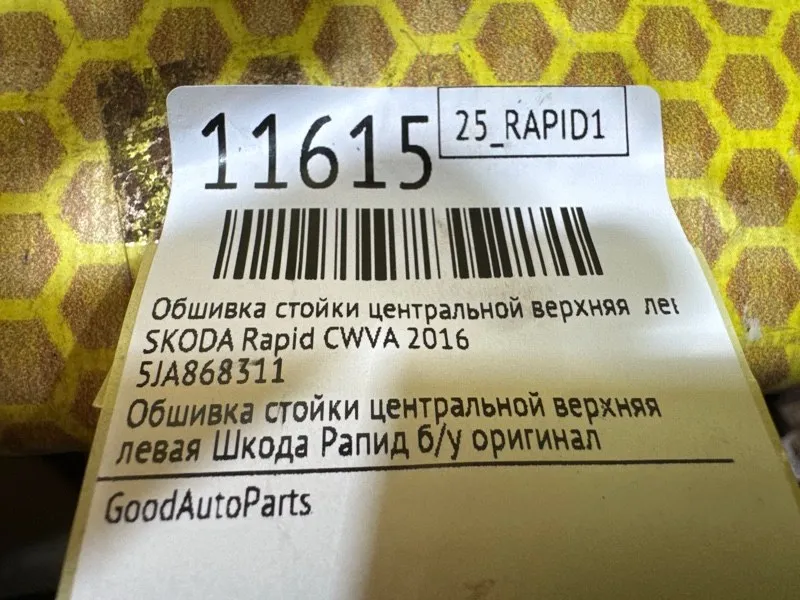 11615
25_RAPID1
Обшивка стойки центральной верхняя лев
SKODA Rapid CWVA 2016
5JA868311
Обшивка стойки центральной верхняя
левая Шкода Рапид б/у оригинал
GoodAutoParts